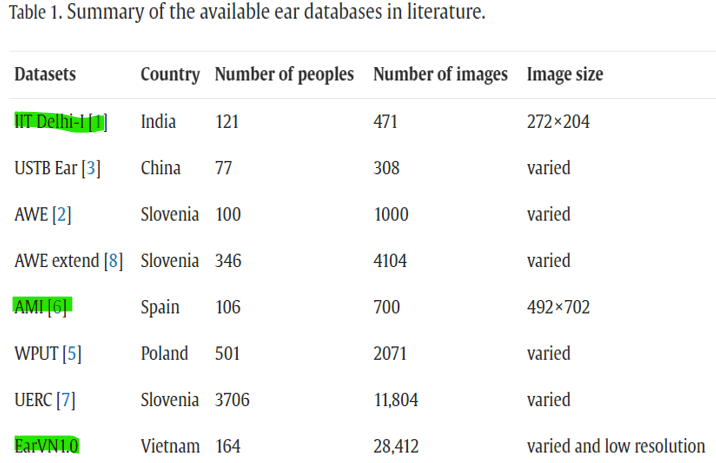 Table 1. Summary of the available ear databases in literature.
Datasets Country Number of peoples Number of images Image size
IIT Delhi-I [1] India 121 471 272×204
USTB Ear [3] China 77 308 varied
AWE [2] Slovenia 100 1000 varied
AWE extend [8] Slovenia 346 4104 varied
AMI [6] Spain 106 700 492×702
WPUT [5] Poland 501 2071 varied
UERC [7] Slovenia 3706 11,804 varied
EarVN1.0 Vietnam 164 28,412 varied and low resolution